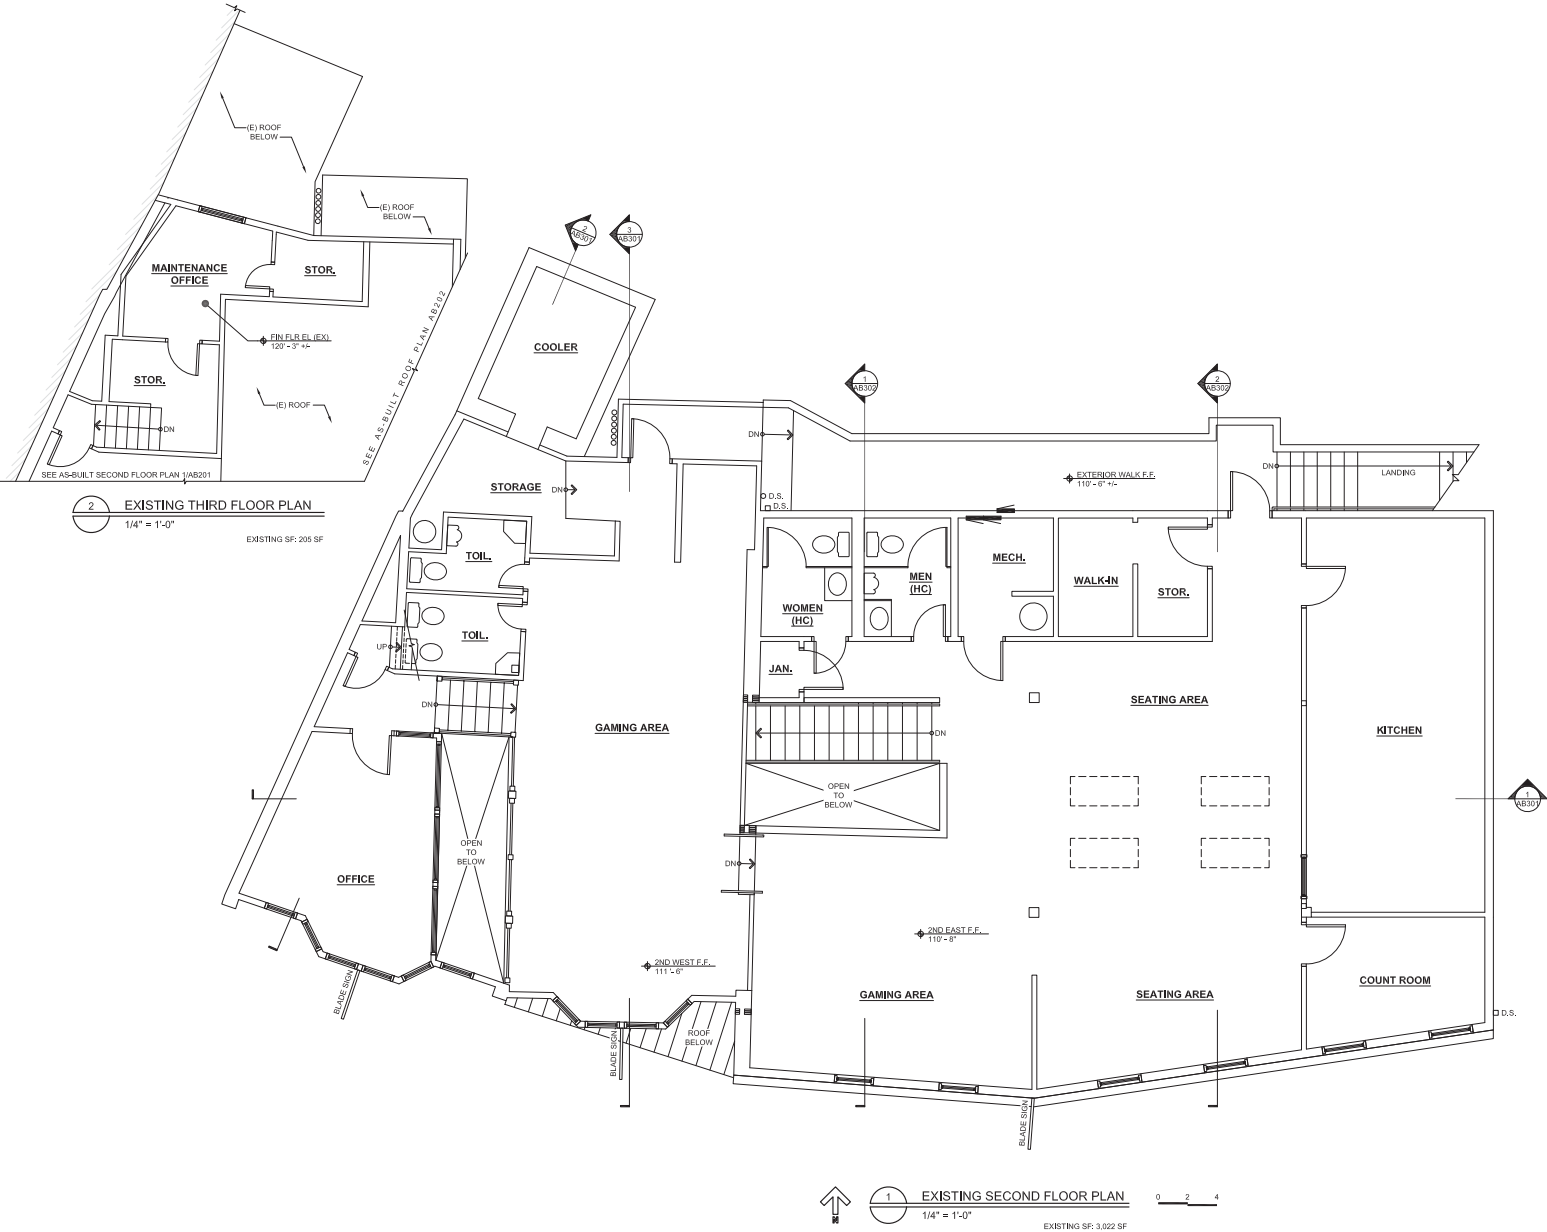 (E) ROOF
BELOW
(E) ROOF
BELOW
MAINTENANCE
OFFICE
STOR.
FIN FLR EL (EX)
120' - 3" +/-
STOR.
(E) ROOF
DN
SEE AS-BUILT ROOF PLAN AB202
SEE AS-BUILT SECOND FLOOR PLAN 1/AB201
2
EXISTING THIRD FLOOR PLAN
1/4" = 1'-0"
EXISTING SF: 205 SF
2
AB301
3
AB301
1
AB302
2
AB302
1
AB301
COOLER
STORAGE
DN
DN
D.S.
D.S.
EXTERIOR WALK F.F.
110' - 6" +/-
DN
LANDING
TOIL.
TOIL.
UP
DN
WOMEN
(HC)
MEN
(HC)
MECH.
WALK-IN
STOR.
JAN.
GAMING AREA
SEATING AREA
KITCHEN
DN
OPEN
TO
BELOW
OPEN
TO
BELOW
DN
OFFICE
2ND EAST F.F.
110' - 8"
2ND WEST F.F.
111' - 6"
GAMING AREA
SEATING AREA
COUNT ROOM
D.S.
BLADE SIGN
BLADE SIGN
ROOF
BELOW
BLADE SIGN
N
1
EXISTING SECOND FLOOR PLAN
1/4" = 1'-0"
0 2 4
EXISTING SF: 3,022 SF